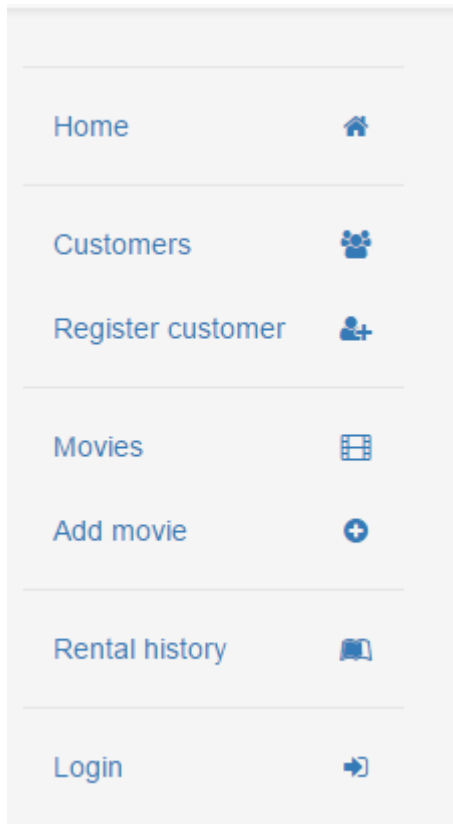 Home
Customers
Register customer
Movies
Add movie
Rental history
Login